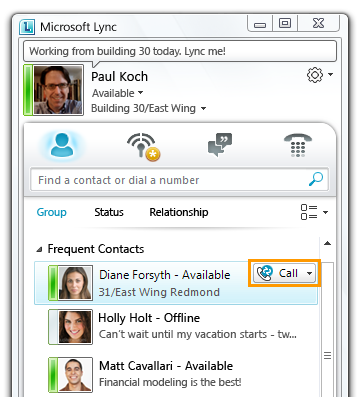 Microsoft Lync
Working from building 30 today. Lync me!
Paul Koch
Available
Building 30/East Wing
Find a contact or dial a number
Group Status Relationship
Frequent Contacts
Diane Forsyth - Available Call
31/East Wing Redmond
Holly Holt - Offline
Can't wait until my vacation starts - tw...
Matt Cavallari - Available
Financial modeling is the best!